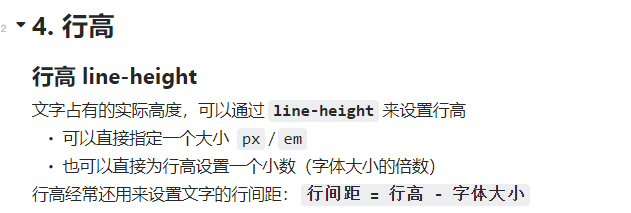 2
4. 行高
行高 line-height
文字占有的实际高度，可以通过 line-height 来设置行高
• 可以直接指定一个大小 px / em
• 也可以直接为行高设置一个小数（字体大小的倍数）
行高经常还用来设置文字的行间距： 行间距 = 行高 - 字体大小